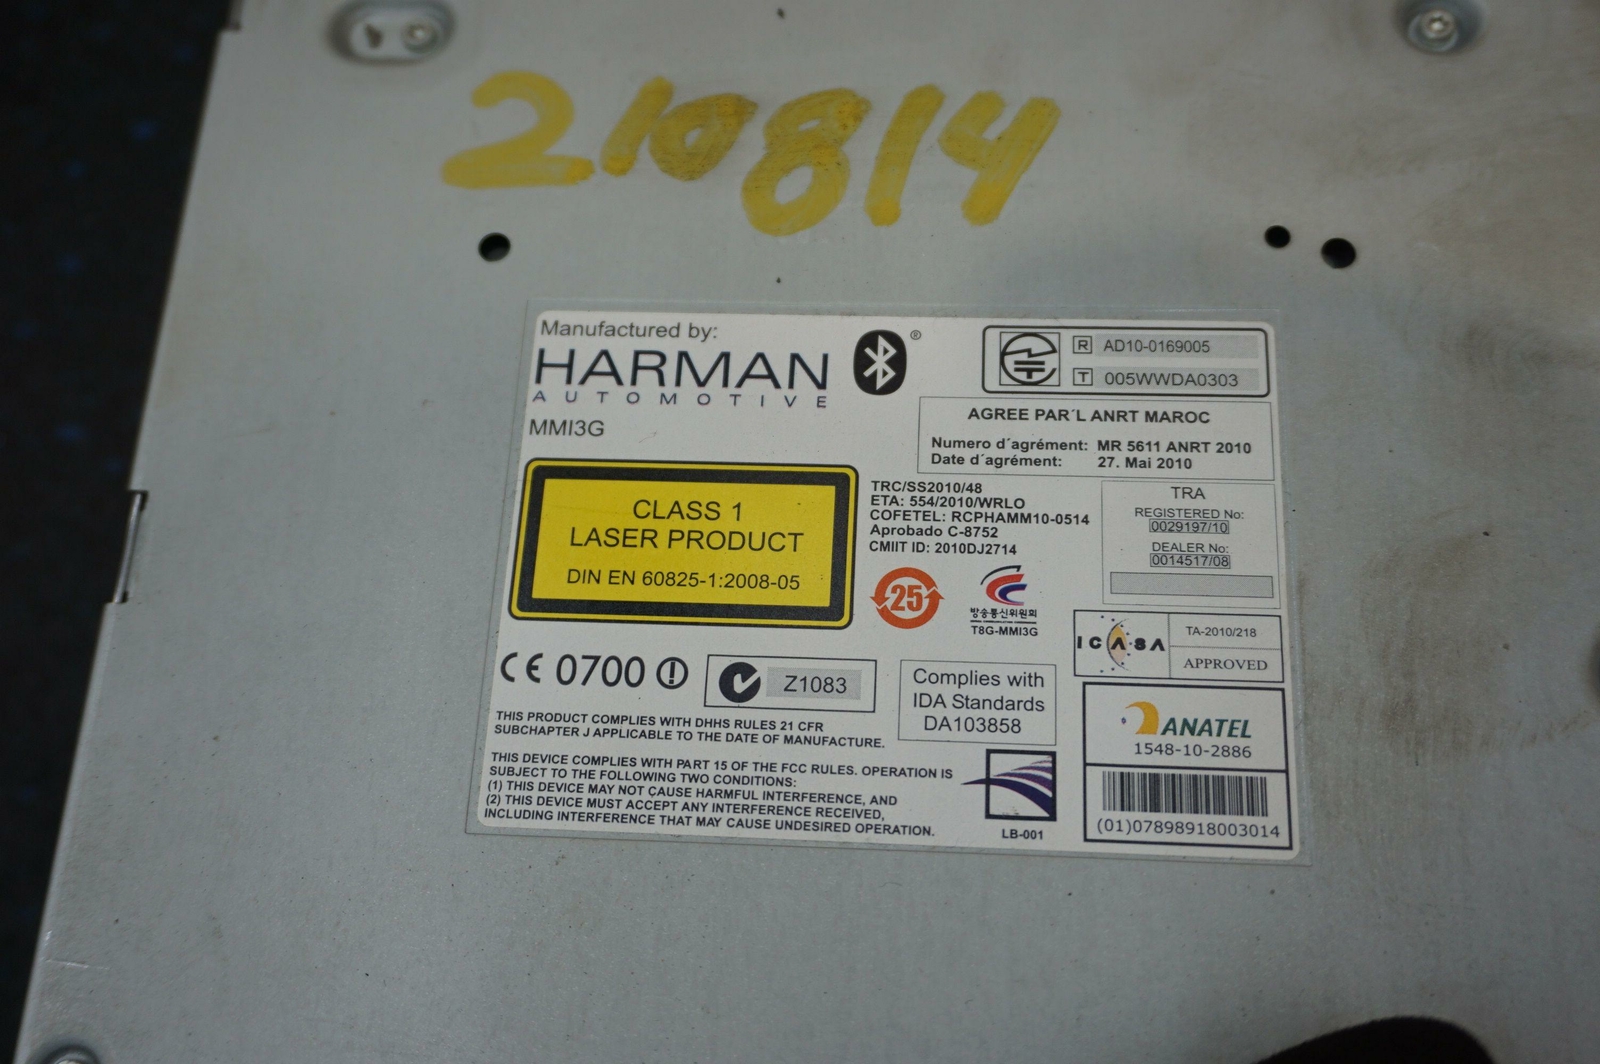 210814
Manufactured by:
HARMAN
AUTOMOTIVE
MMI3G
®
R AD10-0169005
T 005WWDA0303
AGREE PAR´L ANRT MAROC
Numero d´agrément: MR 5611 ANRT 2010
Date d´agrément: 27. Mai 2010
CLASS 1
LASER PRODUCT
DIN EN 60825-1:2008-05
TRC/SS2010/48
ETA: 554/2010/WRLO
COFETEL: RCPHAMM10-0514
Aprobado C-8752
CMIIT ID: 2010DJ2714
TRA
REGISTERED No:
0029197/10
DEALER No:
0014517/08
25
방송통신위원회
T8G-MMI3G
ICASA
TA-2010/218
APPROVED
CE 0700
Z1083
Complies with
IDA Standards
DA103858
ANATEL
1548-10-2886
(01)07898918003014
THIS PRODUCT COMPLIES WITH DHHS RULES 21 CFR
SUBCHAPTER J APPLICABLE TO THE DATE OF MANUFACTURE.
THIS DEVICE COMPLIES WITH PART 15 OF THE FCC RULES. OPERATION IS
SUBJECT TO THE FOLLOWING TWO CONDITIONS:
(1) THIS DEVICE MAY NOT CAUSE HARMFUL INTERFERENCE, AND
(2) THIS DEVICE MUST ACCEPT ANY INTERFERENCE RECEIVED,
INCLUDING INTERFERENCE THAT MAY CAUSE UNDESIRED OPERATION.
LB-001